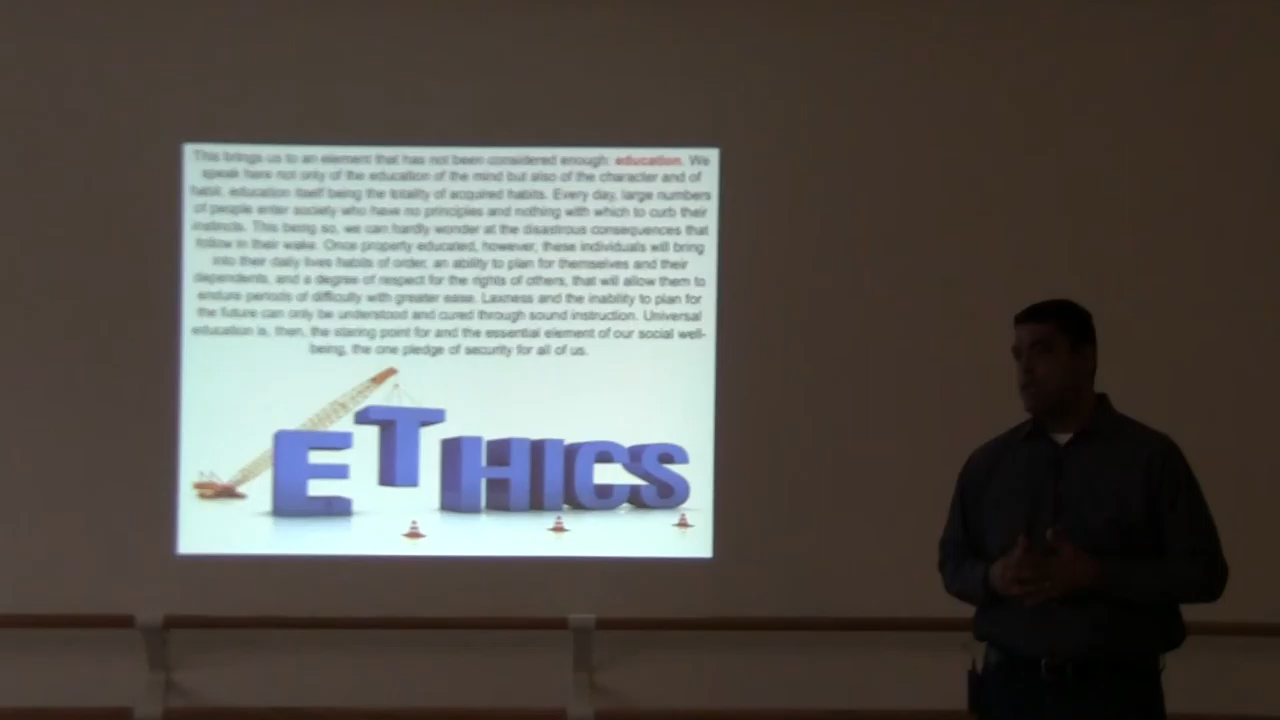 This brings us to an element that has not been considered enough: education. We
speak here not only of the education of the mind but also of the character and of
habit, education itself being the totality of acquired habits. Every day, large numbers
of people enter society who have no principles and nothing with which to curb their
instincts. This being so, we can hardly wonder at the disastrous consequences that
follow in their wake. Once properly educated, however, these individuals will bring
into their daily lives habits of order, an ability to plan for themselves and their
dependents, and a degree of respect for the rights of others, that will allow them to
endure periods of difficulty with greater ease. Laxness and the inability to plan for
the future can only be understood and cured through sound instruction. Universal
education is, then, the staring point for and the essential element of our social well-
being, the one pledge of security for all of us.
ETHICS